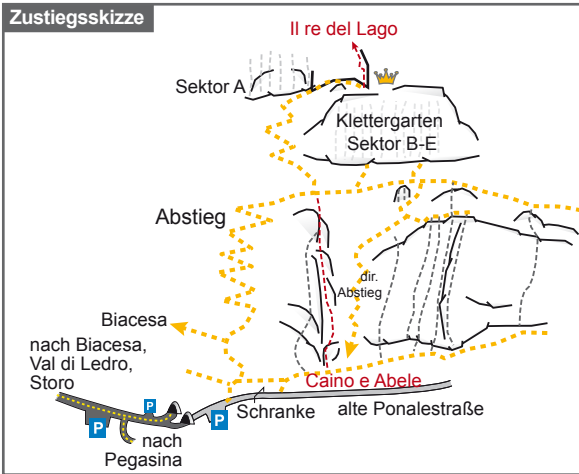 Zustiegsskizze
Il re del Lago
Sektor A
Klettergarten
Sektor B-E
Abstieg
dir.
Abstieg
Biacesa
nach Biacesa,
Val di Ledro,
Storo
Caino e Abele
Schranke
alte Ponalestraße
P
P
P
nach
Pegasina